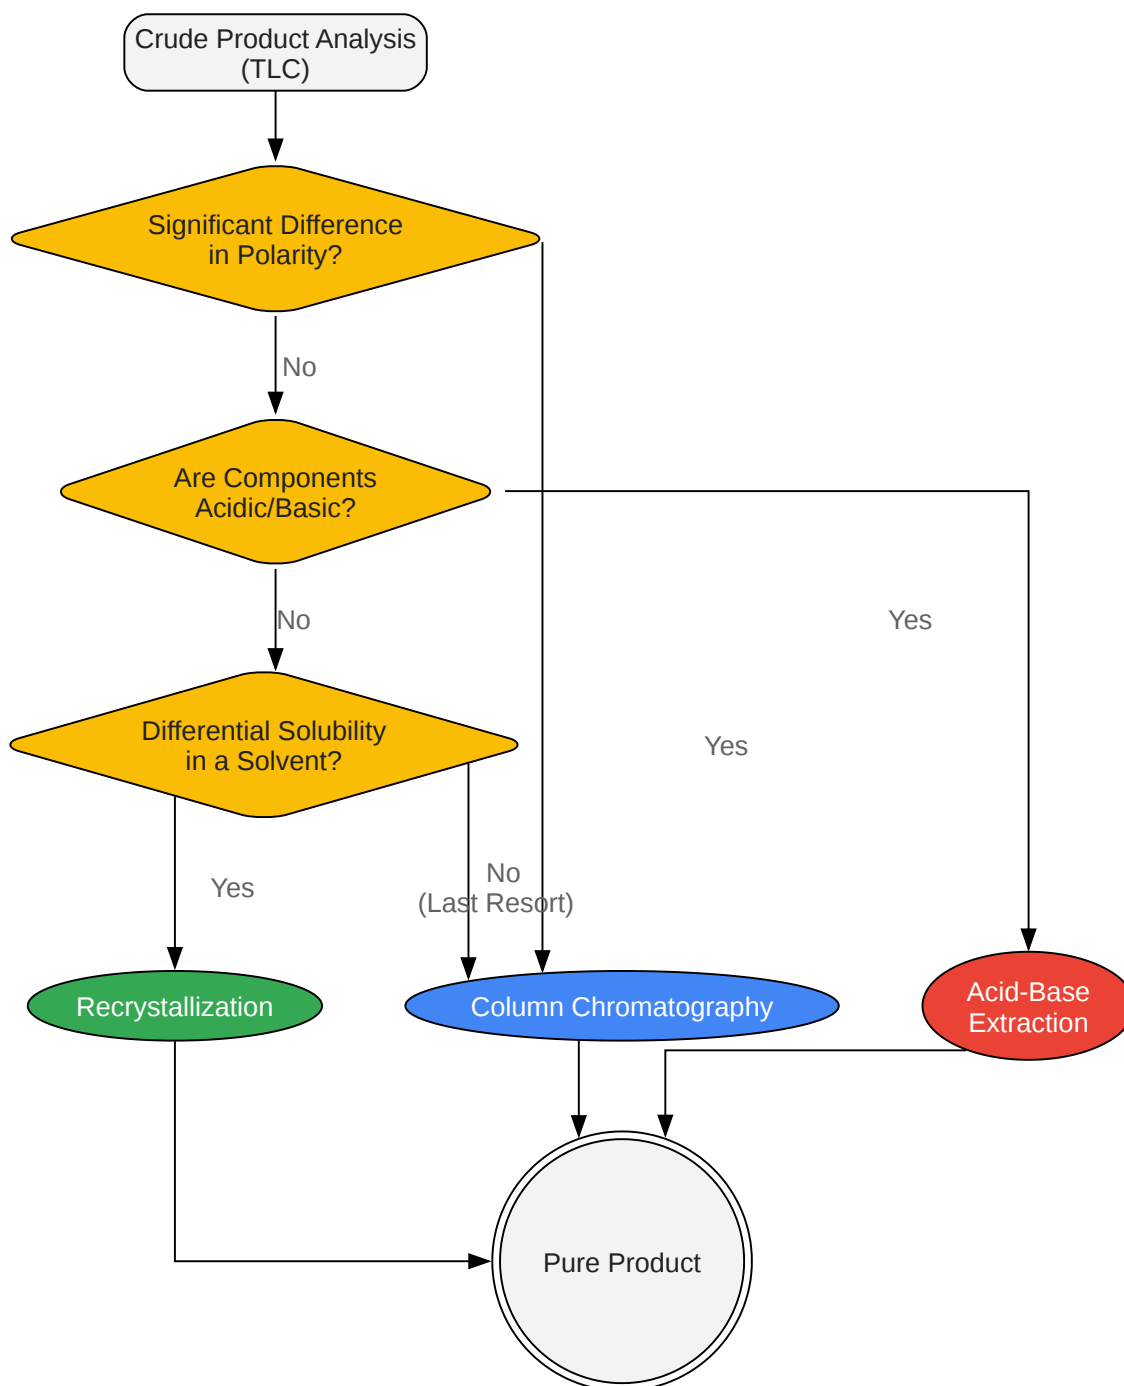 Crude Product Analysis
(TLC)
Significant Difference
in Polarity?
No
Are Components
Acidic/Basic?
No
Yes
Differential Solubility
in a Solvent?
Yes
Yes
No
(Last Resort)
Recrystallization
Column Chromatography
Acid-Base
Extraction
Pure Product